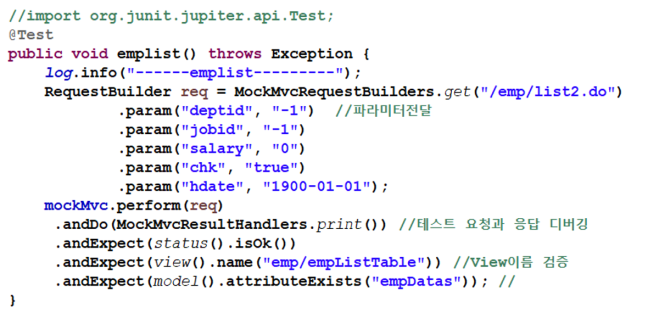 //import org.junit.jupiter.api.Test;
@Test
public void emplist() throws Exception {
log.info("------emplist---------");
RequestBuilder req = MockMvcRequestBuilders.get("/emp/list2.do")
.param("deptid", "-1")  //파라미터전달
.param("jobid", "-1")
.param("salary", "0")
.param("chk", "true")
.param("hdate", "1900-01-01");
mockMvc.perform(req)
.andDo(MockMvcResultHandlers.print()) //테스트 요청과 응답 디버깅
.andExpect(status().isOk())
.andExpect(view().name("emp/empListTable")) //View이름 검증
.andExpect(model().attributeExists("empDatas")); //
}